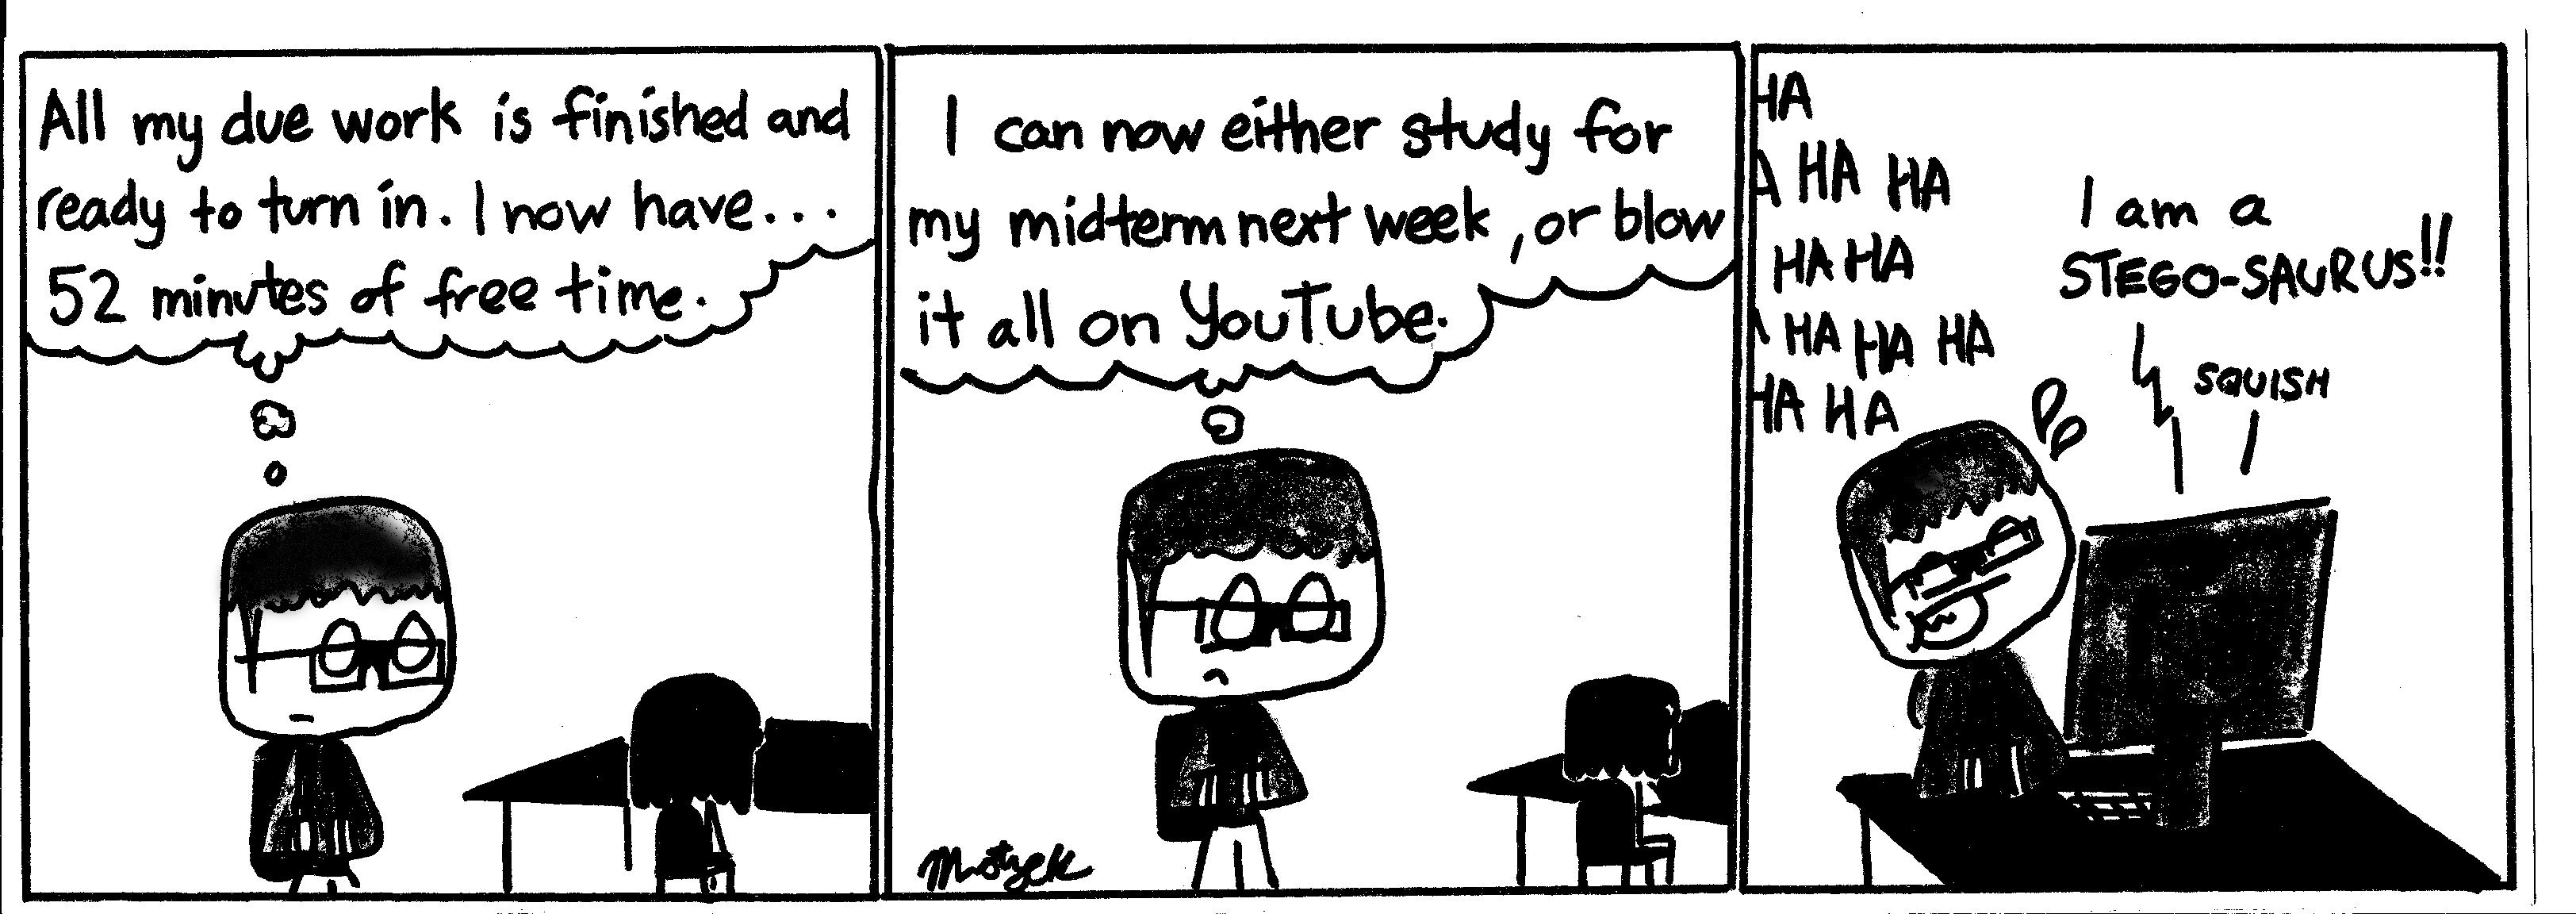 All my due work is finished and
ready to turn in. I now have...
52 minutes of free time.
I can now either study for
my midterm next week, or blow
it all on YouTube.
HA
A HA HA
HA HA
A HA HA HA
HA HA
I am a
STEGO-SAURUS!!
SQUISH